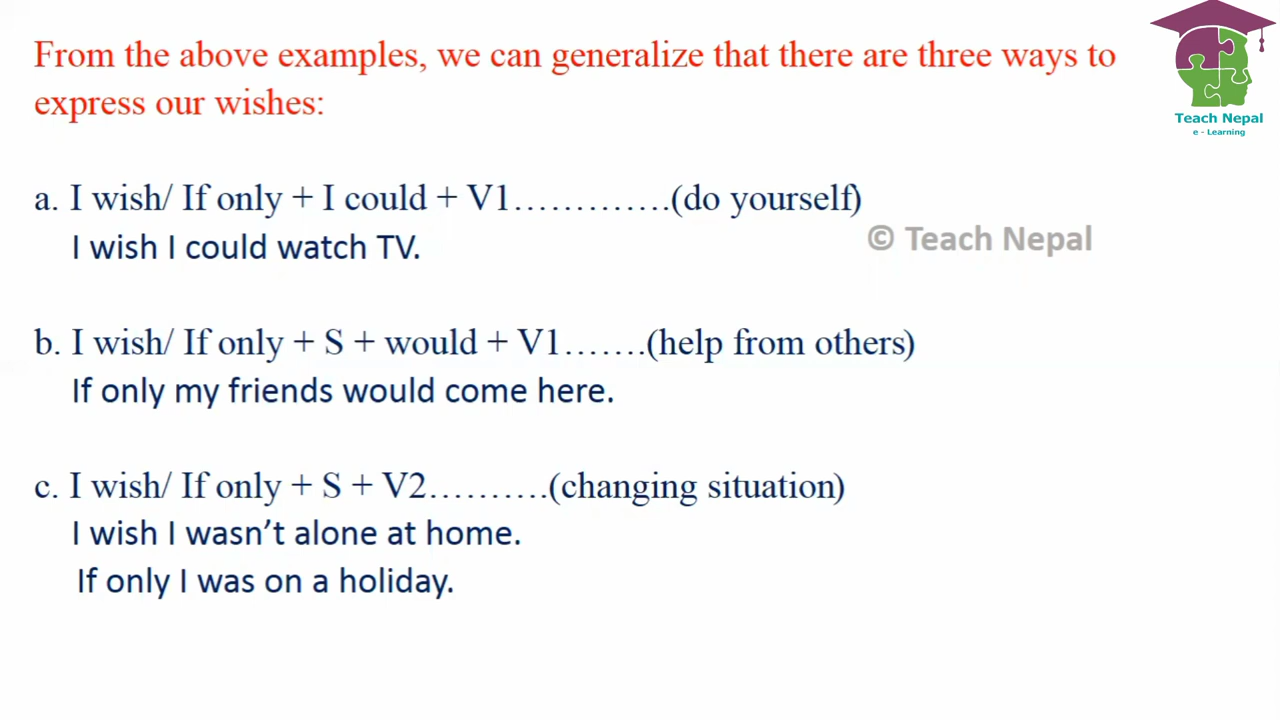 From the above examples, we can generalize that there are three ways to
express our wishes:
Teach Nepal
e - Learning
a. I wish/ If only + I could + V1.............(do yourself)
I wish I could watch TV.
© Teach Nepal
b. I wish/ If only + S + would + V1.......(help from others)
If only my friends would come here.
c. I wish/ If only + S + V2..........(changing situation)
I wish I wasn’t alone at home.
If only I was on a holiday.